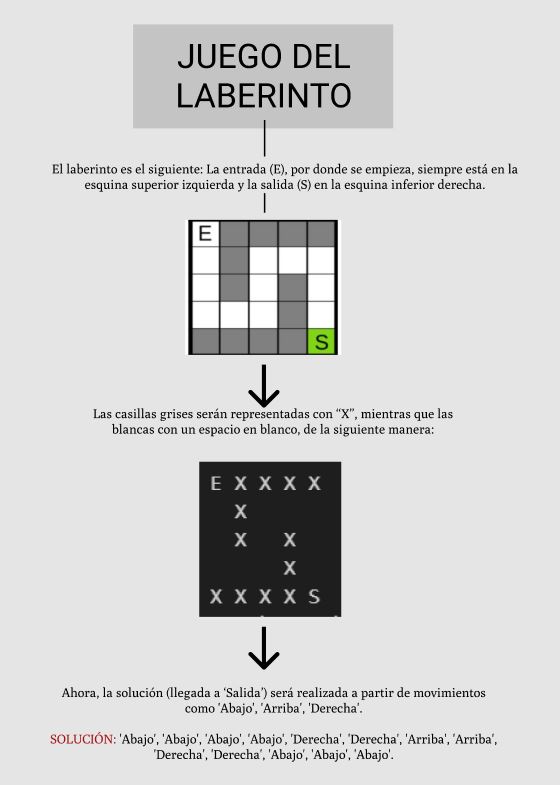 JUEGO DEL
LABERINTO
El laberinto es el siguiente: La entrada (E), por donde se empieza, siempre está en la
esquina superior izquierda y la salida (S) en la esquina inferior derecha.
E
S
Las casillas grises serán representadas con “X”, mientras que las
blancas con un espacio en blanco, de la siguiente manera:
E X X X X
X
X X
X
X X X X S
Ahora, la solución (llegada a ‘Salida’) será realizada a partir de movimientos
como 'Abajo', 'Arriba', 'Derecha'.
SOLUCIÓN: 'Abajo', 'Abajo', 'Abajo', 'Abajo', 'Derecha', 'Derecha', 'Arriba', 'Arriba',
'Derecha', 'Derecha', 'Abajo', 'Abajo', 'Abajo'.